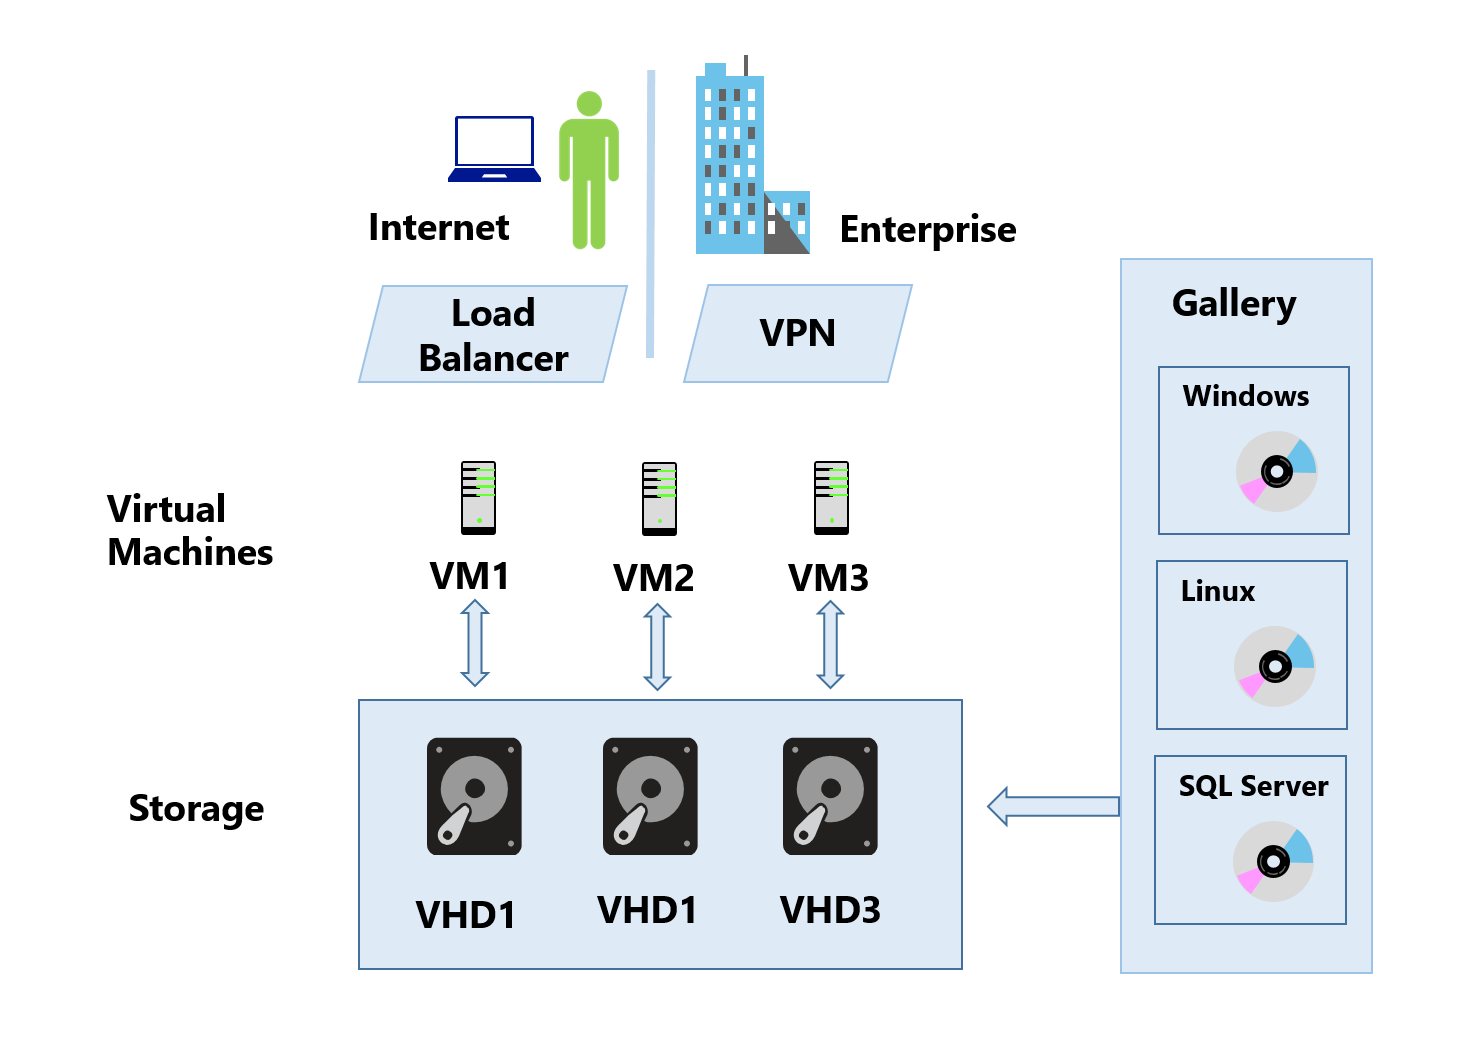 Internet
Enterprise
Load
Balancer
VPN
Gallery
Windows
Linux
SQL Server
Virtual
Machines
VM1
VM2
VM3
Storage
VHD1
VHD1
VHD3